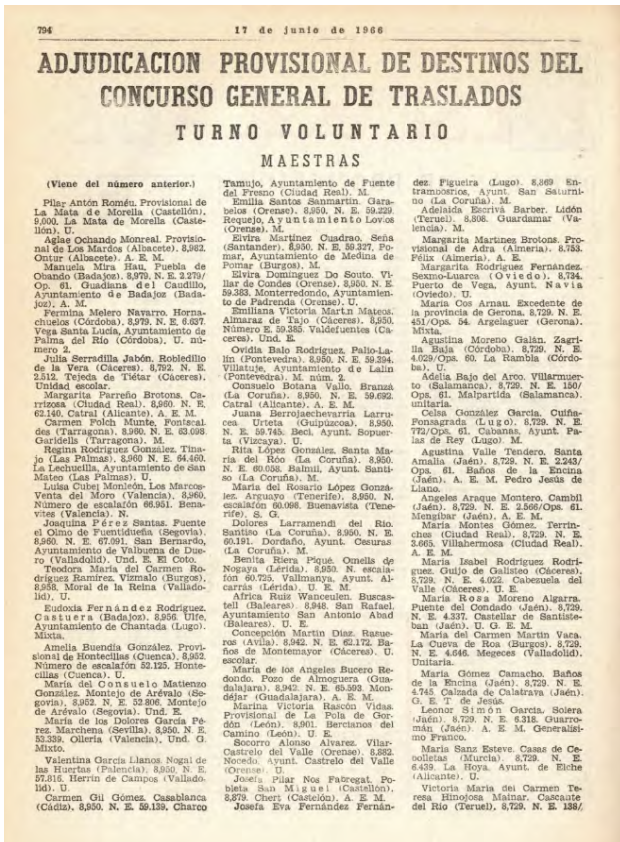 794
17 de junio de 1966
ADJUDICACION PROVISIONAL DE DESTINOS DEL
CONCURSO GENERAL DE TRASLADOS
TURNO VOLUNTARIO
MAESTRAS
(Viene del número anterior.)
Pilar Antón Roméu. Provisional de
La Mata de Morella (Castellón),
9,000. La Mata de Morella (Caste-
llón). U.
Aglae Ochando Monreal. Provisio-
nal de Los Mardos (Albacete). 8,982.
Ontur (Albacete). A. E. M.
Manuela Mira Hau. Puebla de
Obando (Badajoz). 8,979. N. E. 2.279/
Op. 61. Guadiana del Caudillo,
Ayuntamiento de Badajoz (Bada-
joz). A. M.
Fermina Melero Navarro. Horna-
chuelos (Córdoba), 8,979. N. E. 6.637.
Vega Santa Lucía, Ayuntamiento de
Palma del Río (Córdoba). U. nú-
mero 2.
Julia Serradilla Jabón. Robledillo
de la Vera (Cáceres). 8,792. N. E.
2.512. Tejeda de Tiétar (Cáceres).
Unidad escolar.
Margarita Parreño Brotons. Ca-
rrizosa (Ciudad Real). 8,960. N. E.
62.140. Catral (Alicante). A. E. M.
Carmen Polch Munte. Fontscal-
des (Tarragona). 8,960. N. E. 63.098.
Garidells (Tarragona). M.
Regina Rodríguez González. Tina-
jo (Las Palmas). 8,960. N. E. 64.460.
La Lechucilla, Ayuntamiento de San
Mateo (Las Palmas). U.
Luisa Cubej Monleón. Los Marcos-
Venta del Moro (Valencia). 8,960.
Número de escalafón 66.951. Bena-
vites (Valencia). N.
Joaquina Pérez Santas. Fuente
el Olmo de Fuentidueña (Segovia).
8,960. N. E. 67.091. San Bernardo,
Ayuntamiento de Valbuena de Due-
ro (Valladolid). Und. E. El Coto.
Teodora María del Carmen Ro-
dríguez Ramírez. Vizmalo (Burgos),
8,958. Moral de la Reina (Vallado-
lid). U.
Eudoxia Fernández Rodríguez.
Castuera (Badajoz). 8,956. Ulfe,
Ayuntamiento de Chantada (Lugo).
Mixta.
Amelia Buendía González. Provi-
sional de Hontecillas (Cuenca). 8,952.
Número de escalafón 52.125. Honte-
cillas (Cuenca). U.
María del Consuelo Matienzo
González. Montejo de Arévalo (Se-
govia), 8,952. N. E. 52.806. Montejo
de Arévalo (Segovia). Und. E.
María de los Dolores García Pé-
rez. Marchena (Sevilla). 8,950. N. E.
53.339. Ollería (Valencia). Und. G.
Mixto.
Valentina García Llanos. Nogal de
las Huertas (Palencia). 8,950. N. E.
57.816. Herrín de Campos (Vallado-
lid). U.
Carmen Gil Gómez. Casablanca
(Cádiz). 8,950. N. E. 59.139. Charco
Tamujo, Ayuntamiento de Fuente
del Fresno (Ciudad Real). M.
Emilia Santos Sanmartín. Gara-
belos (Orense). 8,950. N. E. 59.229.
Requejo, Ayuntamiento Lovios
(Orense). M.
Elvira Martínez Cuadrao. Seña
(Santander), 8,950. N. E. 59.327, Po-
mar, Ayuntamiento de Medina de
Pomar (Burgos). M.
Elvira Domínguez Do Souto. Vi-
llar de Condes (Orense). 8,950. N. E.
59.383. Monterredondo, Ayuntamien-
to de Padrenda (Orense). U.
Emiliana Victoria Martín Mateos.
Almaraz de Tajo (Cáceres). 8,950.
Número E. 59.385. Valdefuentes (Cá-
ceres). Und. E.
Ovidia Balo Rodríguez. Palio-La-
lín (Pontevedra). 8,950. N. E. 59.394.
Villatuje, Ayuntamiento de Lalín
(Pontevedra). M. núm. 2.
Consuelo Botana Vallo. Branzá
(La Coruña). 8,950. N. E. 59.692.
Catral (Alicante). A. E. M.
Juana Berrojaechevarría Larru-
cea. Urteta (Guipúzcoa). 8,950.
N. E. 59.745. Beci, Ayunt. Sopuer-
ta (Vizcaya). U.
Rita López González. Santa Ma-
ría del Róo (La Coruña). 8,950.
N. E. 60.058. Balmil, Ayunt. Santi-
so (La Coruña). M.
María del Rosario López Gonzá-
lez. Arguayo (Tenerife). 8,950. N.
escalafón 60.098. Buenavista (Tene-
rife). S. G.
Dolores Larramendi del Río.
Santiso (La Coruña). 8,950. N. E.
60.191. Dordaño, Ayunt. Cesuras
(La Coruña). M.
Benita Riera Piqué. Omells de
Nogaya (Lérida). 8,950. N. escala-
fón 60.725. Vallmanya, Ayunt. Al-
carrás (Lérida). U. E. M.
Africa Ruiz Wanceulen. Buscas-
tell (Baleares) 8,948. San Rafael,
Ayuntamiento San Antonio Abad
(Baleares). U. E.
Concepción Martín Díaz. Rasue-
ros (Avila). 8,942. N. E. 62.172. Ba-
ños de Montemayor (Cáceres). U.
escolar.
María de los Angeles Bucero Re-
dondo. Pozo de Almoguera (Gua-
dalajara), 8,942. N. E. 65.593. Mon-
déjar (Guadalajara). A. E. M.
Marina Victoria Rascón Vidas.
Provisional de La Pola de Gor-
dón (León). 8,901. Bercianos del
Camino (León). U. E.
Socorro Alonso Alvarez. Vilar-
Castrelo del Valle (Orense). 8,882.
Nocedo, Ayunt. Castrelo del Valle
(Orense). U.
Josefa Pilar Nos Fabregat. Po-
bleta San Miguel (Castellón),
8,879. Chert (Castellón). A. E. M.
Josefa Eva Fernández Fernán-
dez. Figueira (Lugo). 8,869 En-
trambosríos, Ayunt. San Saturni-
no (La Coruña). M.
Adelaida Escrivá Barber. Lidón
(Teruel). 8,808. Guardamar (Va-
lencia). M.
Margarita Martínez Brotons. Pro-
visional de Adra (Almería). 8,753.
Félix (Almería). A. E.
Margarita Rodríguez Fernández.
Sexmo-Luarca (Oviedo). 8,734.
Puerto de Vega, Ayunt. Navia
(Oviedo). U.
María Cos Arnau. Excedente de
la provincia de Gerona. 8,729. N. E.
451/Ops. 54. Argelaguer (Gerona).
Mixta.
Agustina Moreno Galán. Zagri-
lla Baja (Córdoba). 8,729. N. E.
4.029/Ops. 60. La Rambla (Córdo-
ba). U.
Adelia Bajo del Arco. Villarmuer-
to (Salamanca). 8,729. N. E. 150/
Ops. 61. Malpartida (Salamanca).
unitaria.
Celsa González García. Cuiña-
Fonsagrada (Lugo). 8,729. N. E.
772/Ops. 61. Cabanas, Ayunt. Pa-
las de Rey (Lugo). M.
Agustina Valle Tendero. Santa
Amalia (Jaén). 8,729. N. E. 2.243/
Ops. 61. Baños de la Encina
(Jaén). A. E. M. Pedro Jesús de
Llano.
Angeles Araque Montero. Cambil
(Jaén). 8,729. N. E. 2.566/Ops. 61.
Mengíbar (Jaén). A. E. M.
María Montes Gómez. Terrin-
ches (Ciudad Real). 8,729. N. E.
3.665. Villahermosa (Ciudad Real).
A. E. M.
María Isabel Rodríguez Rodrí-
guez. Guijo de Galisteo (Cáceres).
8,729. N. E. 4.022. Cabezuela del
Valle (Cáceres). U. E.
María Rosa Moreno Algarra.
Puente del Condado (Jaén). 8,729.
N. E. 4.337. Castellar de Santiste-
ban (Jaén). U. G. E. M.
María del Carmen Martín Vaca.
La Cueva de Roa (Burgos). 8,729.
N. E. 4.646. Megeces (Valladolid).
Unitaria.
María Gómez Camacho. Baños
de la Encina (Jaén). 8,729. N. E.
4.745. Calzada de Calatrava (Jaén).
G. E. T. de Jesús.
Leonor Simón García. Solera
(Jaén). 8,729. N. E. 6.318. Guarro-
mán (Jaén). A. E. M. Generalísi-
mo Franco.
María Sanz Esteve. Casas de Ce-
polletas (Murcia). 8,729. N. E.
6.439. La Hoya, Ayunt. de Elche
(Alicante). U.
Victoria María del Carmen Te-
resa Hinojosa Mainar. Cascante
del Río (Teruel). 8,729. N. E. 138/